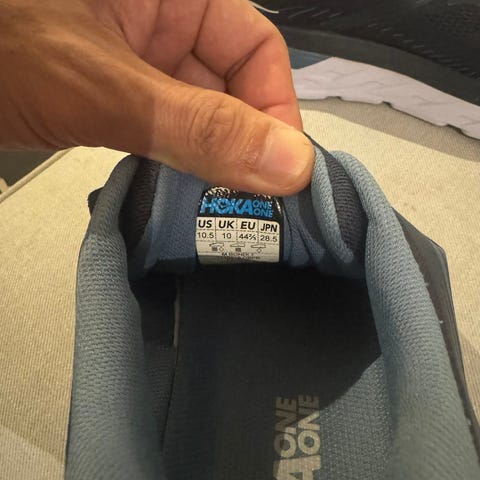 HOKA ONE ONE
US UK EU JPN
10.5 10 44⅔ 28.5
ONE
ONE